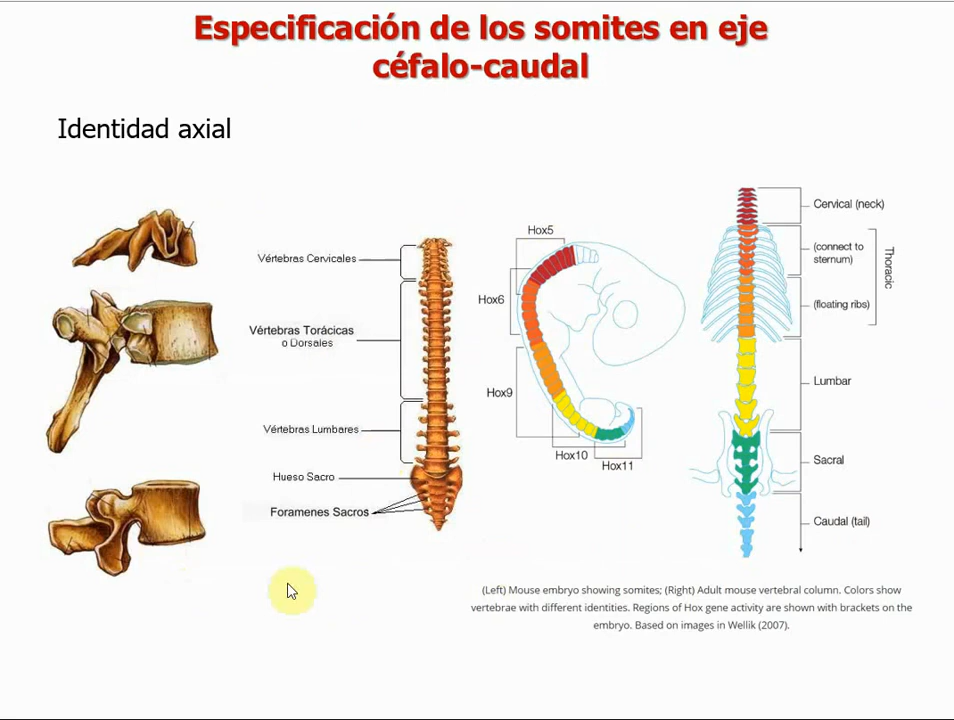 Especificación de los somites en eje
céfalo-caudal
Identidad axial
Vértebras Cervicales
Vértebras Torácicas
o Dorsales
Vértebras Lumbares
Hueso Sacro
Foramenes Sacros
Hox5
Hox6
Hox9
Hox10
Hox11
Cervical (neck)
(connect to
sternum)
Thoracic
(floating ribs)
Lumbar
Sacral
Caudal (tail)
(Left) Mouse embryo showing somites; (Right) Adult mouse vertebral column. Colors show
vertebrae with different identities. Regions of Hox gene activity are shown with brackets on the
embryo. Based on images in Wellik (2007).